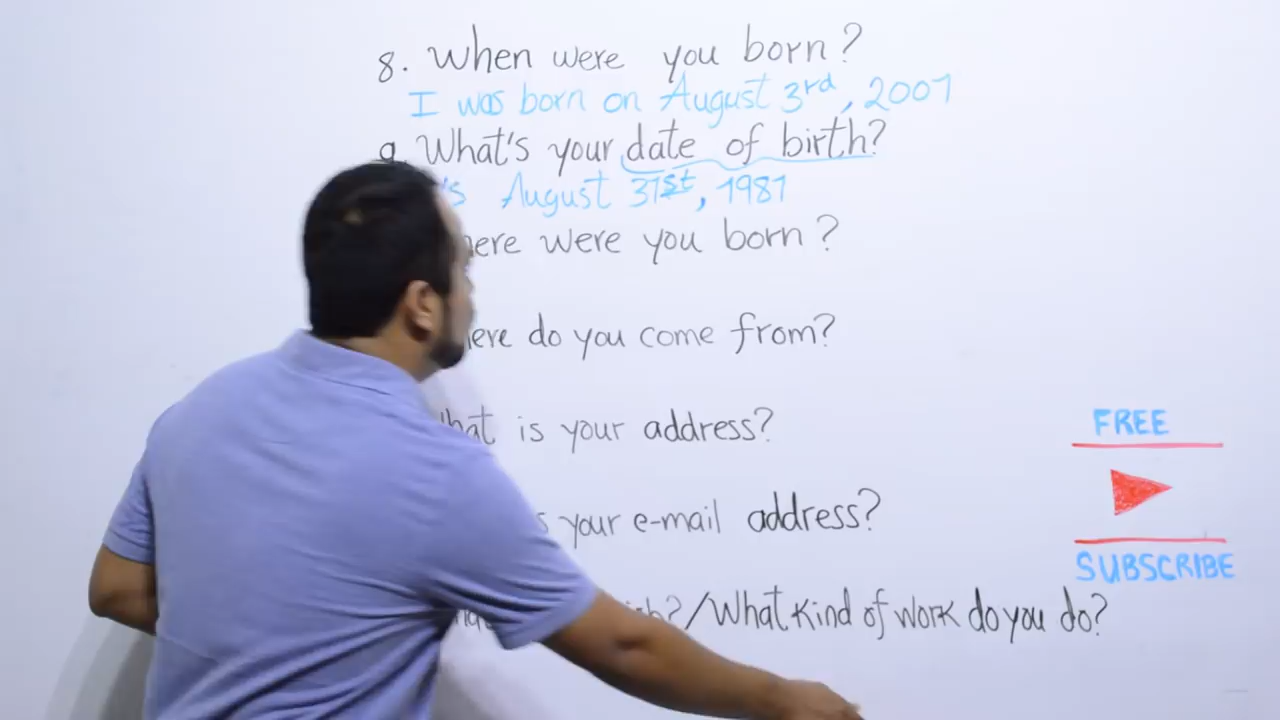 8. When were you born?
I was born on August 3rd, 2001
9. What's your date of birth?
's August 31st, 1981
ere were you born?
ere do you come from?
hat is your address?
s your e-mail address?
?/What kind of work do you do?
FREE
SUBSCRIBE